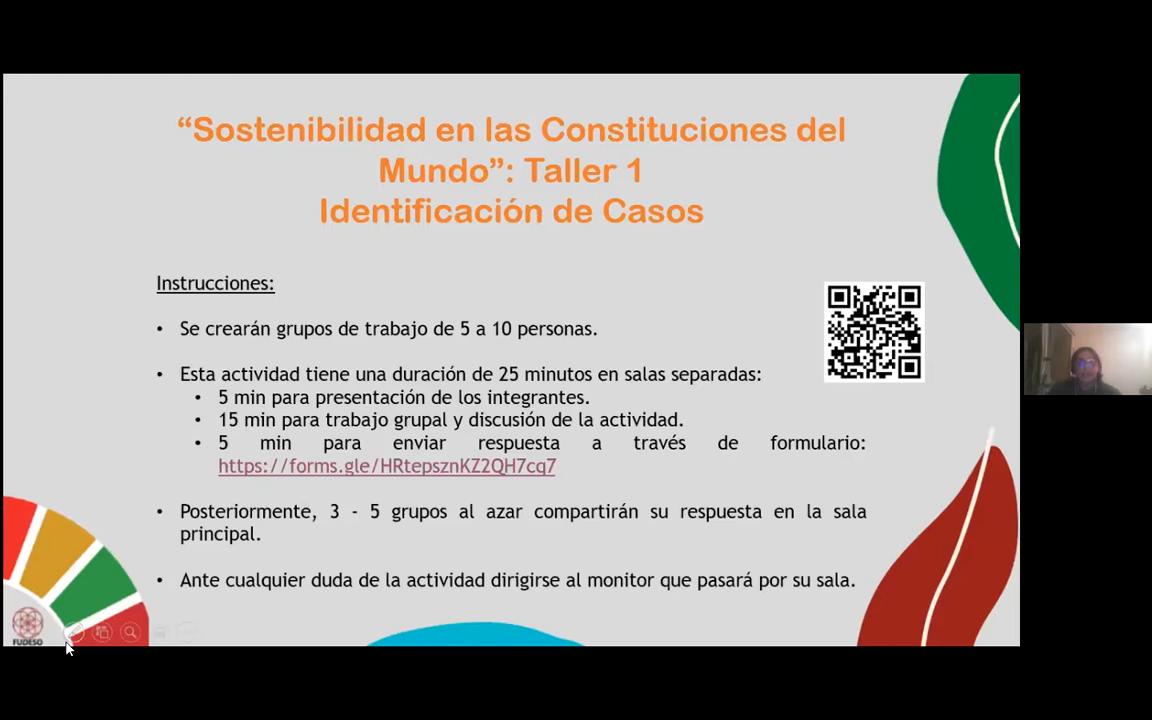 “Sostenibilidad en las Constituciones del
Mundo”: Taller 1
Identificación de Casos
Instrucciones:
• Se crearán grupos de trabajo de 5 a 10 personas.
• Esta actividad tiene una duración de 25 minutos en salas separadas:
• 5 min para presentación de los integrantes.
• 15 min para trabajo grupal y discusión de la actividad.
• 5 min para enviar respuesta a través de formulario:
https://forms.gle/HRtepsznKZ2QH7cq7
• Posteriormente, 3 - 5 grupos al azar compartirán su respuesta en la sala
principal.
• Ante cualquier duda de la actividad dirigirse al monitor que pasará por su sala.
FUDESO